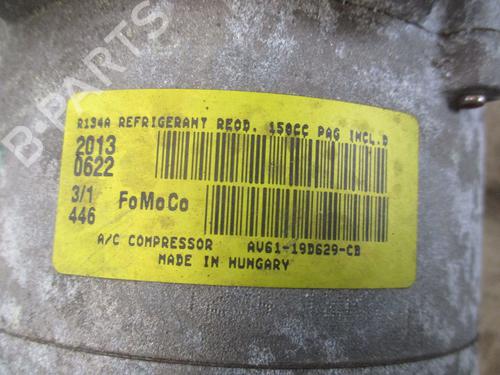 B-PARTS
R134A REFRIGERANT REQD. 150CC PAG INCL.D
2013
0622
3/1
446
FoMoCo
A/C COMPRESSOR AV61-19D629-CB
MADE IN HUNGARY